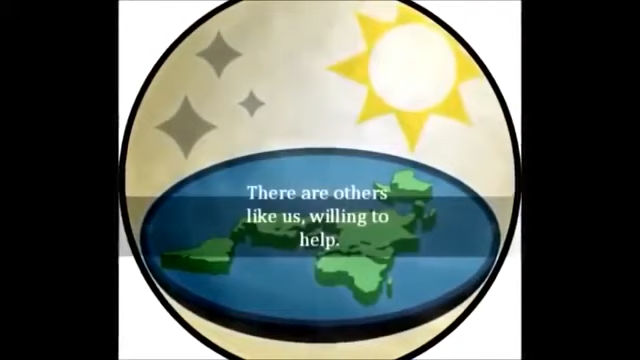 There are others
like us, willing to
help.